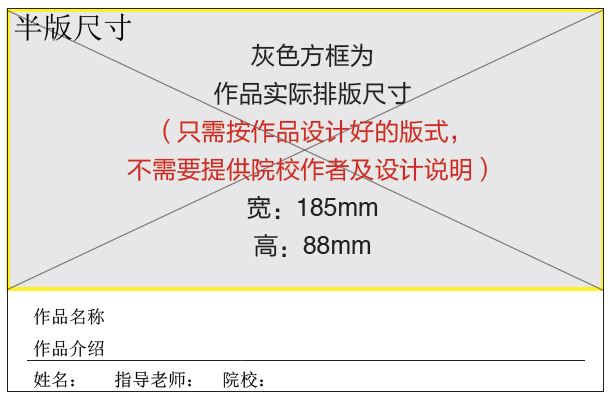 半版尺寸
灰色方框为
作品实际排版尺寸
（只需按作品设计好的版式，
不需要提供院校作者及设计说明）
宽：185mm
高：88mm
作品名称
作品介绍
姓名： 指导老师： 院校：